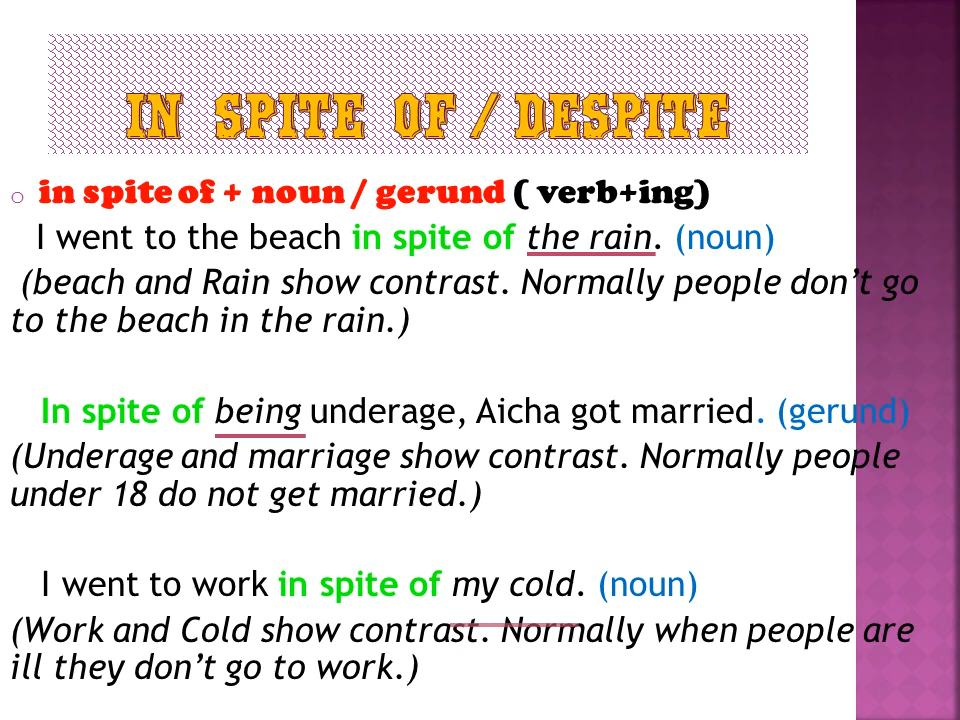 IN SPITE OF / DESPITE
o in spite of + noun / gerund ( verb+ing)
I went to the beach in spite of the rain. (noun)
(beach and Rain show contrast. Normally people don’t go
to the beach in the rain.)
In spite of being underage, Aicha got married. (gerund)
(Underage and marriage show contrast. Normally people
under 18 do not get married.)
I went to work in spite of my cold. (noun)
(Work and Cold show contrast. Normally when people are
ill they don’t go to work.)